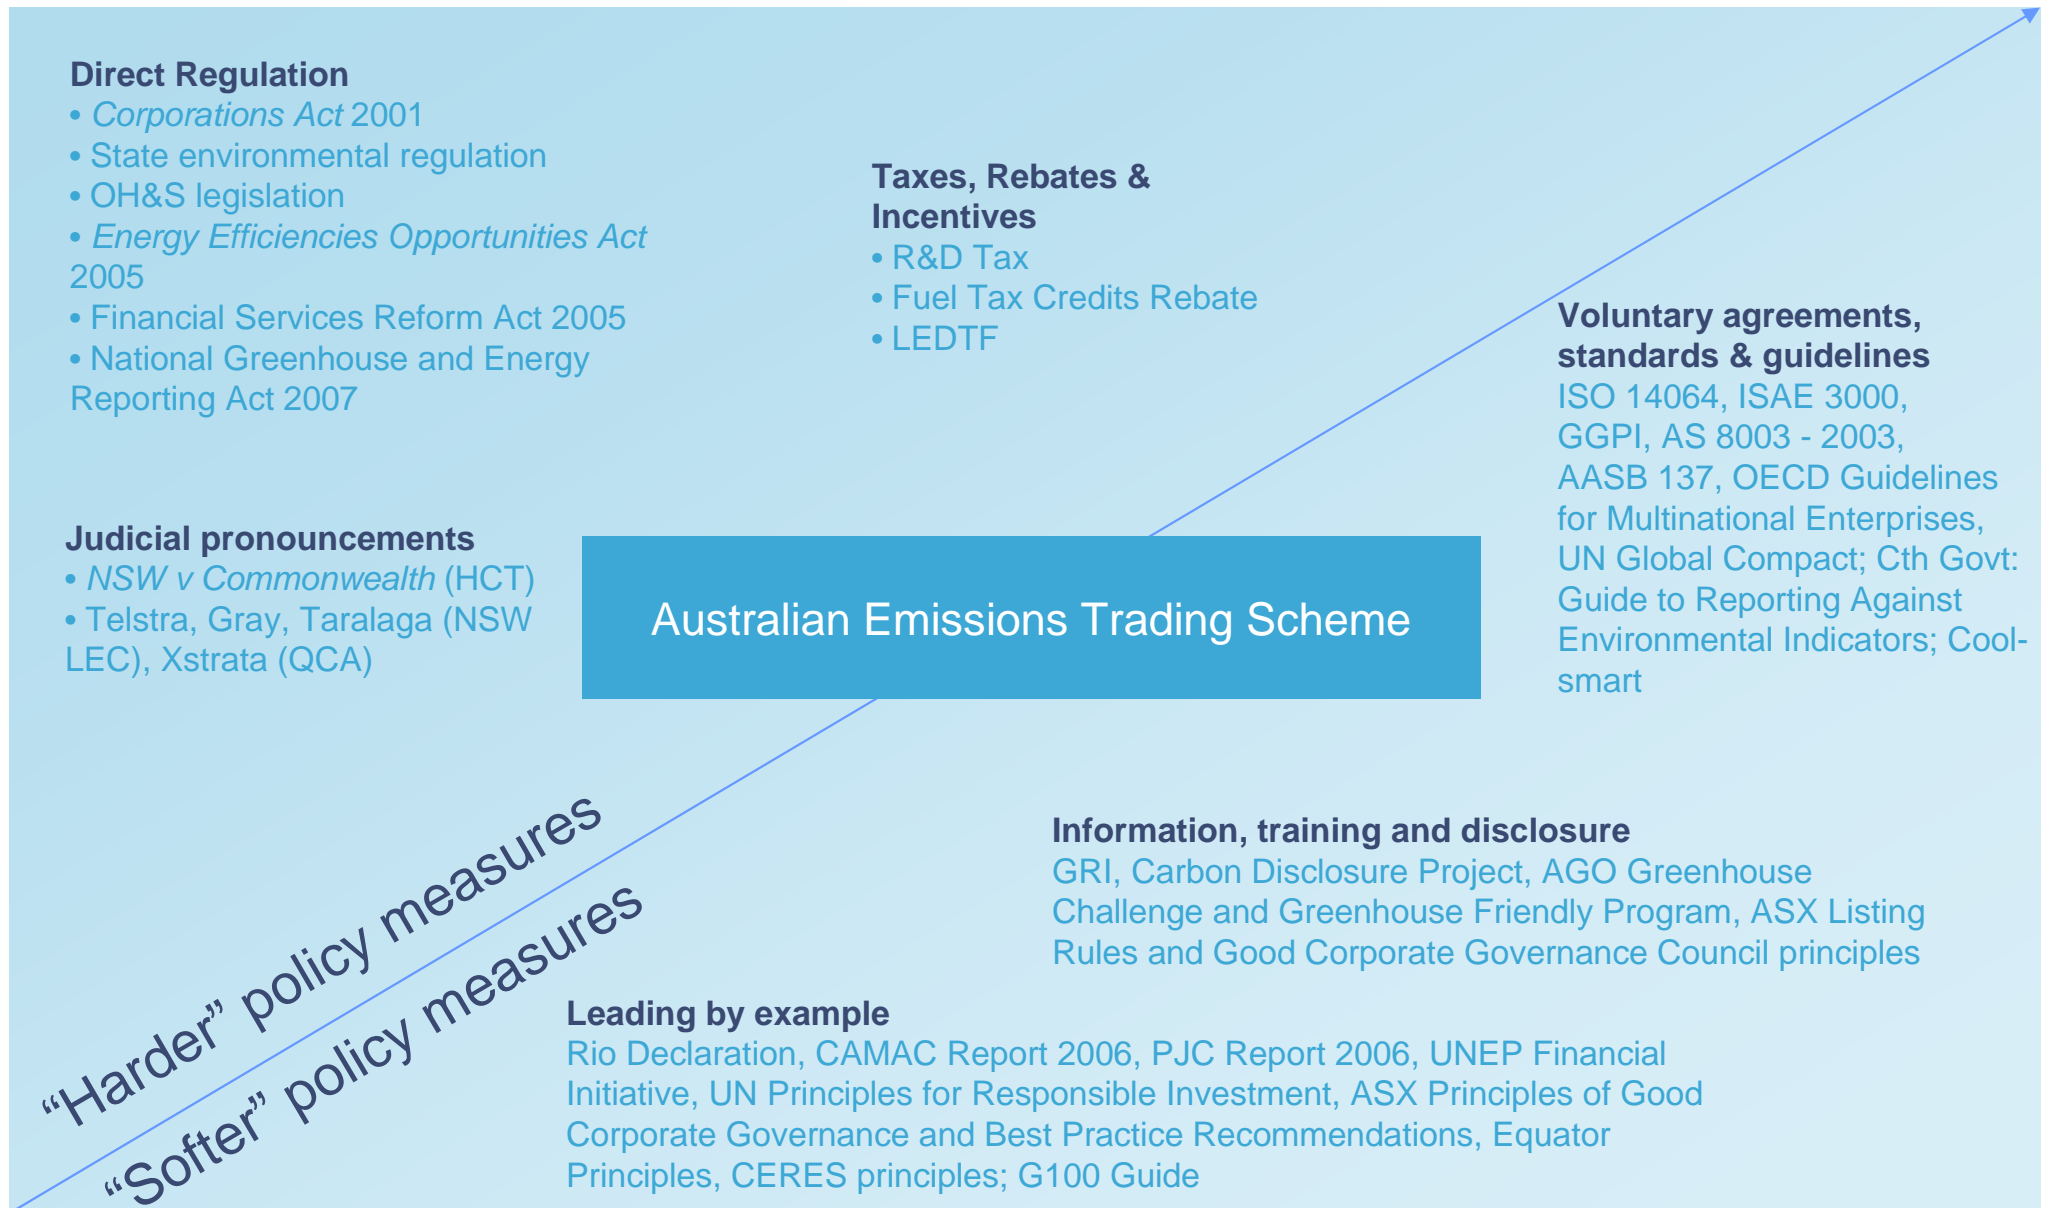 Direct Regulation
• Corporations Act 2001
• State environmental regulation
• OH&S legislation
• Energy Efficiencies Opportunities Act
2005
• Financial Services Reform Act 2005
• National Greenhouse and Energy
Reporting Act 2007
Taxes, Rebates &
Incentives
• R&D Tax
• Fuel Tax Credits Rebate
• LEDTF
Voluntary agreements,
standards & guidelines
ISO 14064, ISAE 3000,
GGPI, AS 8003 - 2003,
AASB 137, OECD Guidelines
for Multinational Enterprises,
UN Global Compact; Cth Govt:
Guide to Reporting Against
Environmental Indicators; Cool-
smart
Judicial pronouncements
• NSW v Commonwealth (HCT)
• Telstra, Gray, Taralaga (NSW
LEC), Xstrata (QCA)
Australian Emissions Trading Scheme
“Harder” policy measures
“Softer” policy measures
Information, training and disclosure
GRI, Carbon Disclosure Project, AGO Greenhouse
Challenge and Greenhouse Friendly Program, ASX Listing
Rules and Good Corporate Governance Council principles
Leading by example
Rio Declaration, CAMAC Report 2006, PJC Report 2006, UNEP Financial
Initiative, UN Principles for Responsible Investment, ASX Principles of Good
Corporate Governance and Best Practice Recommendations, Equator
Principles, CERES principles; G100 Guide